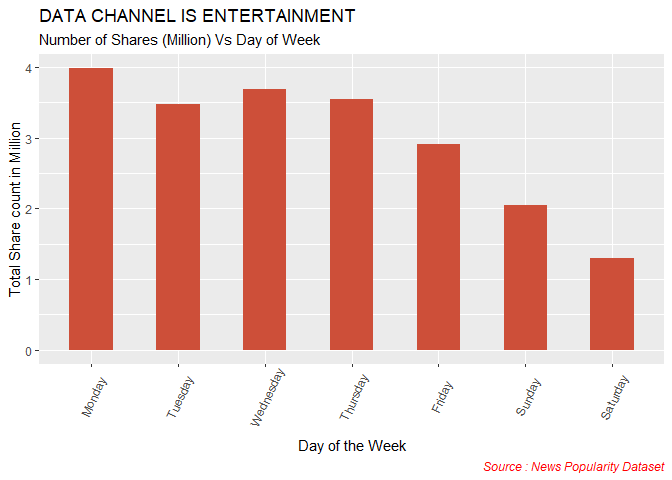 DATA CHANNEL IS ENTERTAINMENT
Number of Shares (Million) Vs Day of Week
Total Share count in Million
4
3
2
1
0
Monday
Tuesday
Wednesday
Thursday
Friday
Sunday
Saturday
Day of the Week
Source : News Popularity Dataset